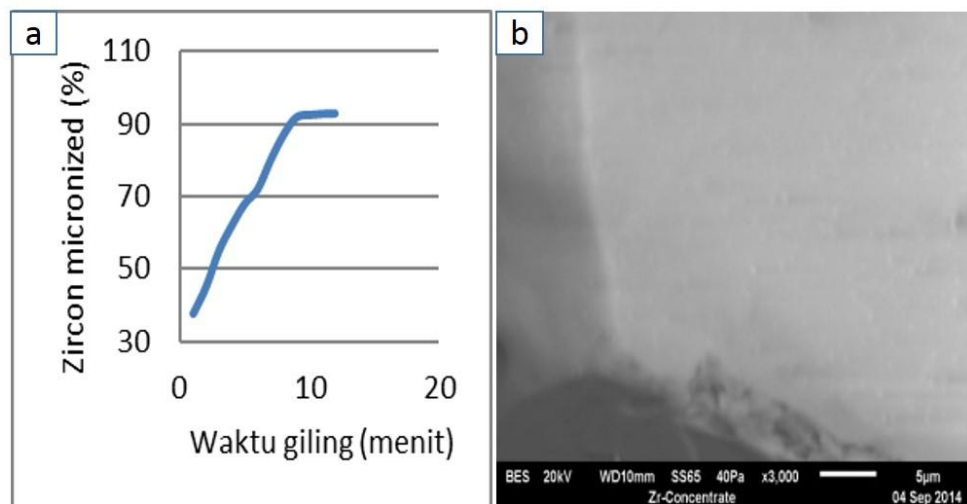 a
110
90
70
50
30
Zircon micronized (%)
0 10 20
Waktu giling (menit)
b
BES 20kV WD10mm SS65 40Pa x3,000 5µm
Zr-Concentrate 04 Sep 2014